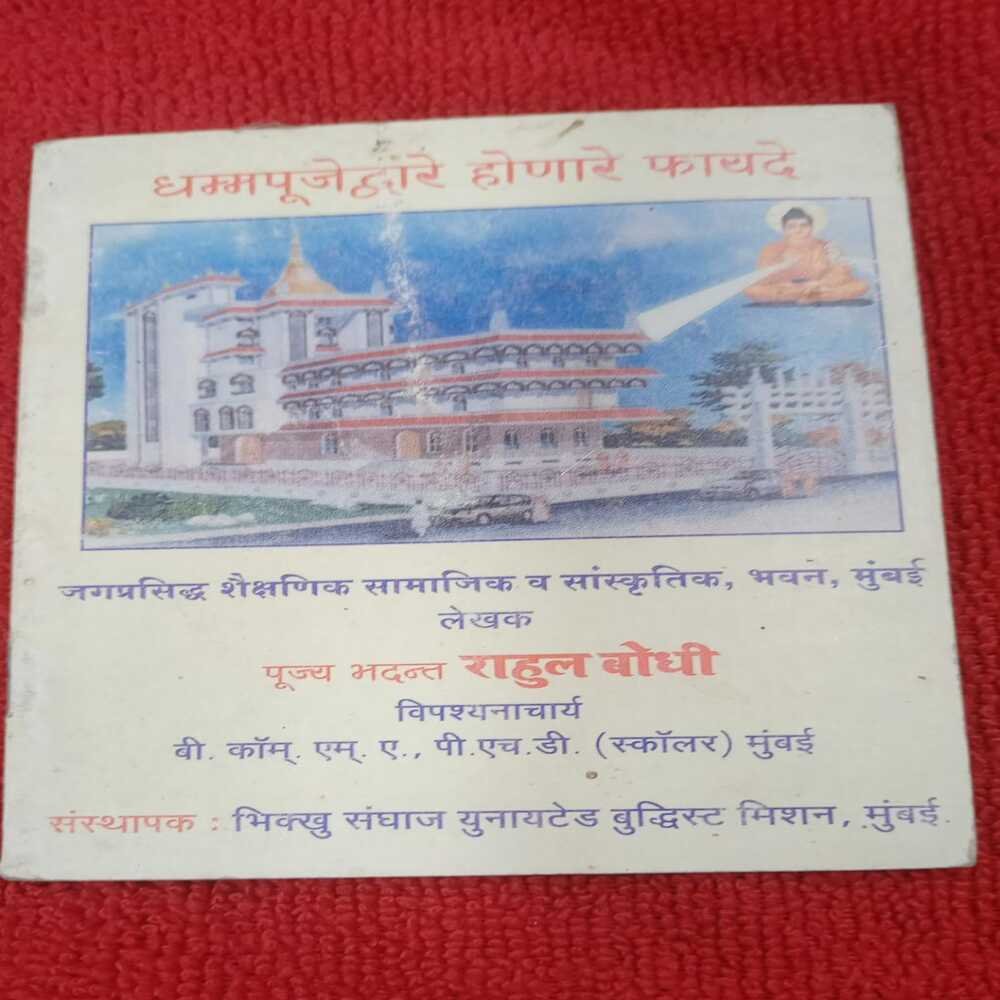 धम्मपूजेद्वारे होणारे फायदे
जगप्रसिद्ध शैक्षणिक सामाजिक व सांस्कृतिक, भवन, मुंबई
लेखक
पूज्य भदन्त राहुल बोधी
विपश्यनाचार्य
बी. कॉम्. एम्. ए., पी.एच.डी. (स्कॉलर) मुंबई
संस्थापक : भिक्खु संघाज युनायटेड बुद्धिस्ट मिशन, मुंबई.